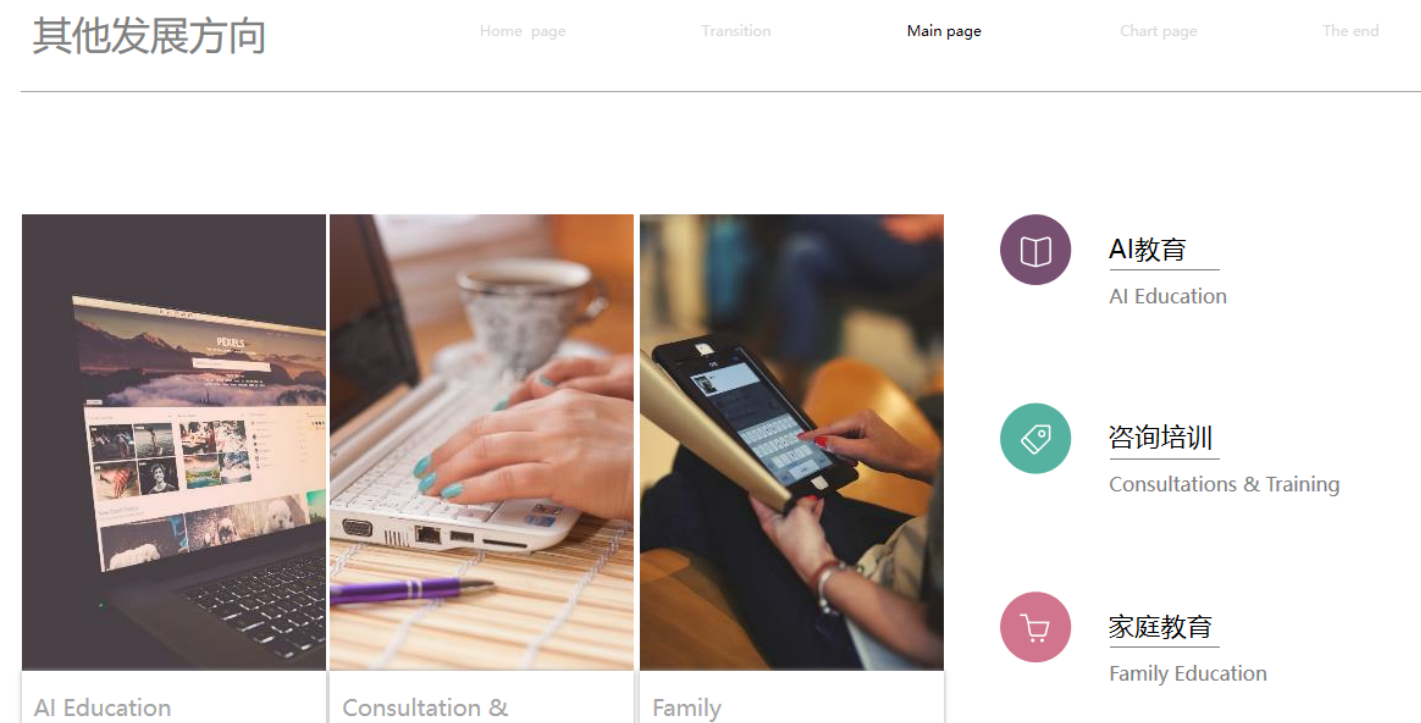 其他发展方向
Home page
Transition
Main page
Chart page
The end
PEXELS
AI教育
AI Education
咨询培训
Consultations & Training
家庭教育
Family Education
AI Education
Consultation &
Family